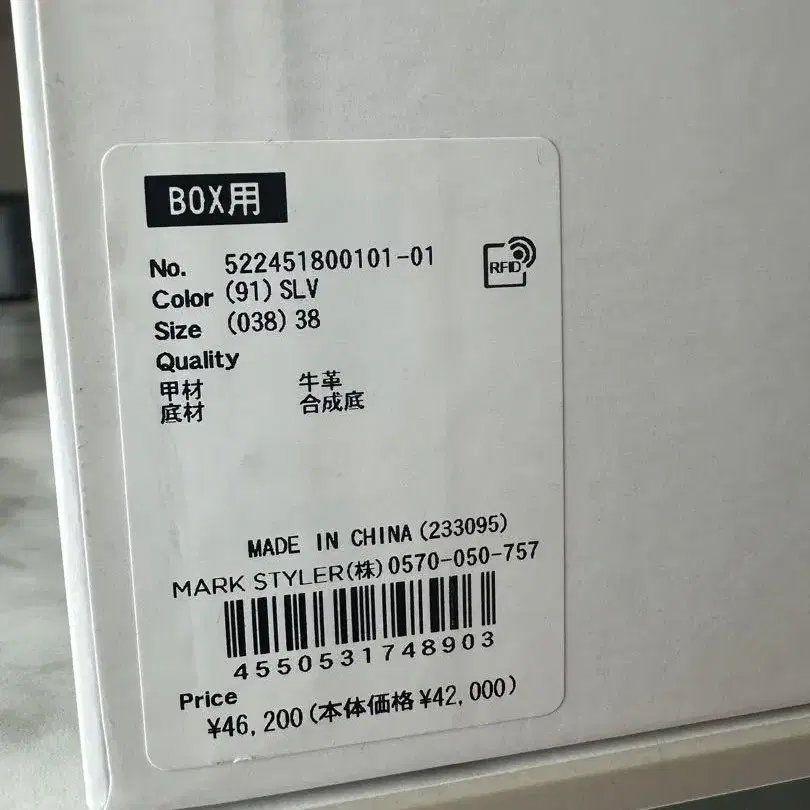 BOX用
No. 522451800101-01
RFID
Color (91) SLV
Size (038) 38
Quality
甲材 牛革
底材 合成底
MADE IN CHINA (233095)
MARK STYLER(株) 0570-050-757
4550531748903
Price
¥46,200(本体価格¥42,000)